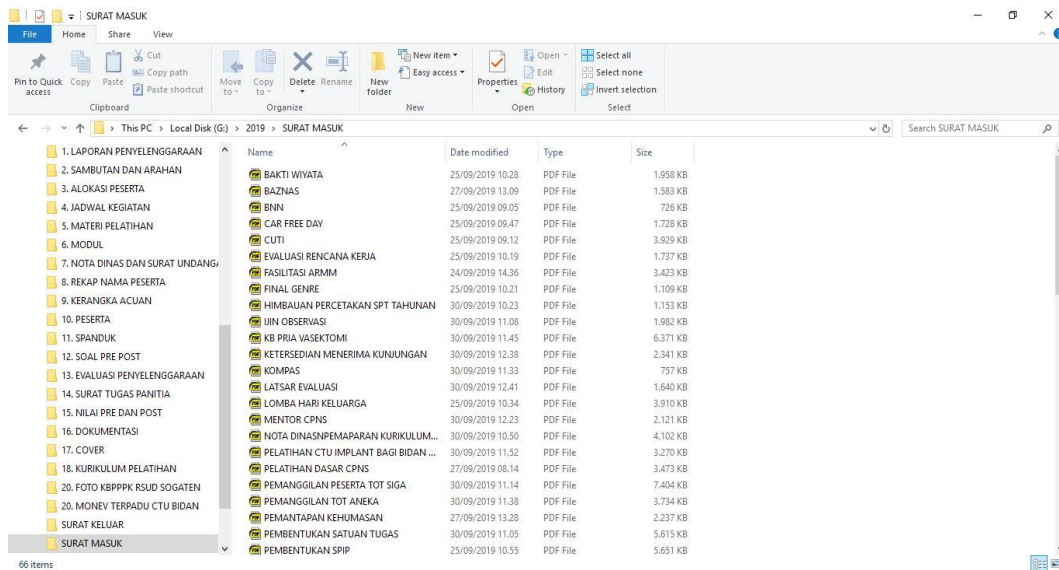 SURAT MASUK
File Home Share View
Pin to Quick access
Copy
Paste
Cut
Copy path
Paste shortcut
Clipboard
Move to
Copy to
Delete
Rename
Organize
New folder
New item
Easy access
New
Properties
Open
Edit
History
Open
Select all
Select none
Invert selection
Select
This PC > Local Disk (G:) > 2019 > SURAT MASUK
Search SURAT MASUK
1. LAPORAN PENYELENGGARAAN
2. SAMBUTAN DAN ARAHAN
3. ALOKASI PESERTA
4. JADWAL KEGIATAN
5. MATERI PELATIHAN
6. MODUL
7. NOTA DINAS DAN SURAT UNDANGA
8. REKAP NAMA PESERTA
9. KERANGKA ACUAN
10. PESERTA
11. SPANDUK
12. SOAL PRE POST
13. EVALUASI PENYELENGGARAAN
14. SURAT TUGAS PANITIA
15. NILAI PRE DAN POST
16. DOKUMENTASI
17. COVER
18. KURIKULUM PELATIHAN
20. FOTO KBPPPK RSUD SOGATEN
20. MONEV TERPADU CTU BIDAN
SURAT KELUAR
SURAT MASUK
Name Date modified Type Size
BAKTI WIYATA 25/09/2019 10.28 PDF File 1.958 KB
BAZNAS 27/09/2019 13.09 PDF File 1.583 KB
BNN 25/09/2019 09.05 PDF File 726 KB
CAR FREE DAY 25/09/2019 09.47 PDF File 1.728 KB
CUTI 25/09/2019 09.12 PDF File 3.929 KB
EVALUASI RENCANA KERJA 25/09/2019 10.19 PDF File 1.737 KB
FASILITASI ARMM 24/09/2019 14.36 PDF File 3.423 KB
FINAL GENRE 25/09/2019 10.21 PDF File 1.109 KB
HIMBAUAN PERCETAKAN SPT TAHUNAN 30/09/2019 10.23 PDF File 1.153 KB
IJIN OBSERVASI 30/09/2019 11.08 PDF File 1.982 KB
KB PRIA VASEKTOMI 30/09/2019 11.45 PDF File 6.371 KB
KETERSEDIAN MENERIMA KUNJUNGAN 30/09/2019 12.38 PDF File 2.341 KB
KOMPAS 30/09/2019 11.33 PDF File 757 KB
LATSAR EVALUASI 30/09/2019 12.41 PDF File 1.640 KB
LOMBA HARI KELUARGA 25/09/2019 10.34 PDF File 3.910 KB
MENTOR CPNS 30/09/2019 12.23 PDF File 2.121 KB
NOTA DINASNPEMAPARAN KURIKULUM... 30/09/2019 10.50 PDF File 4.102 KB
PELATIHAN CTU IMPLANT BAGI BIDAN ... 30/09/2019 11.52 PDF File 3.270 KB
PELATIHAN DASAR CPNS 27/09/2019 08.14 PDF File 3.473 KB
PEMANGGILAN PESERTA TOT SIGA 30/09/2019 11.14 PDF File 7.404 KB
PEMANGGILAN TOT ANEKA 30/09/2019 11.38 PDF File 3.734 KB
PEMANTAPAN KEHUMASAN 27/09/2019 13.28 PDF File 2.237 KB
PEMBENTUKAN SATUAN TUGAS 30/09/2019 11.05 PDF File 5.615 KB
PEMBENTUKAN SPIP 25/09/2019 10.55 PDF File 5.651 KB
66 items